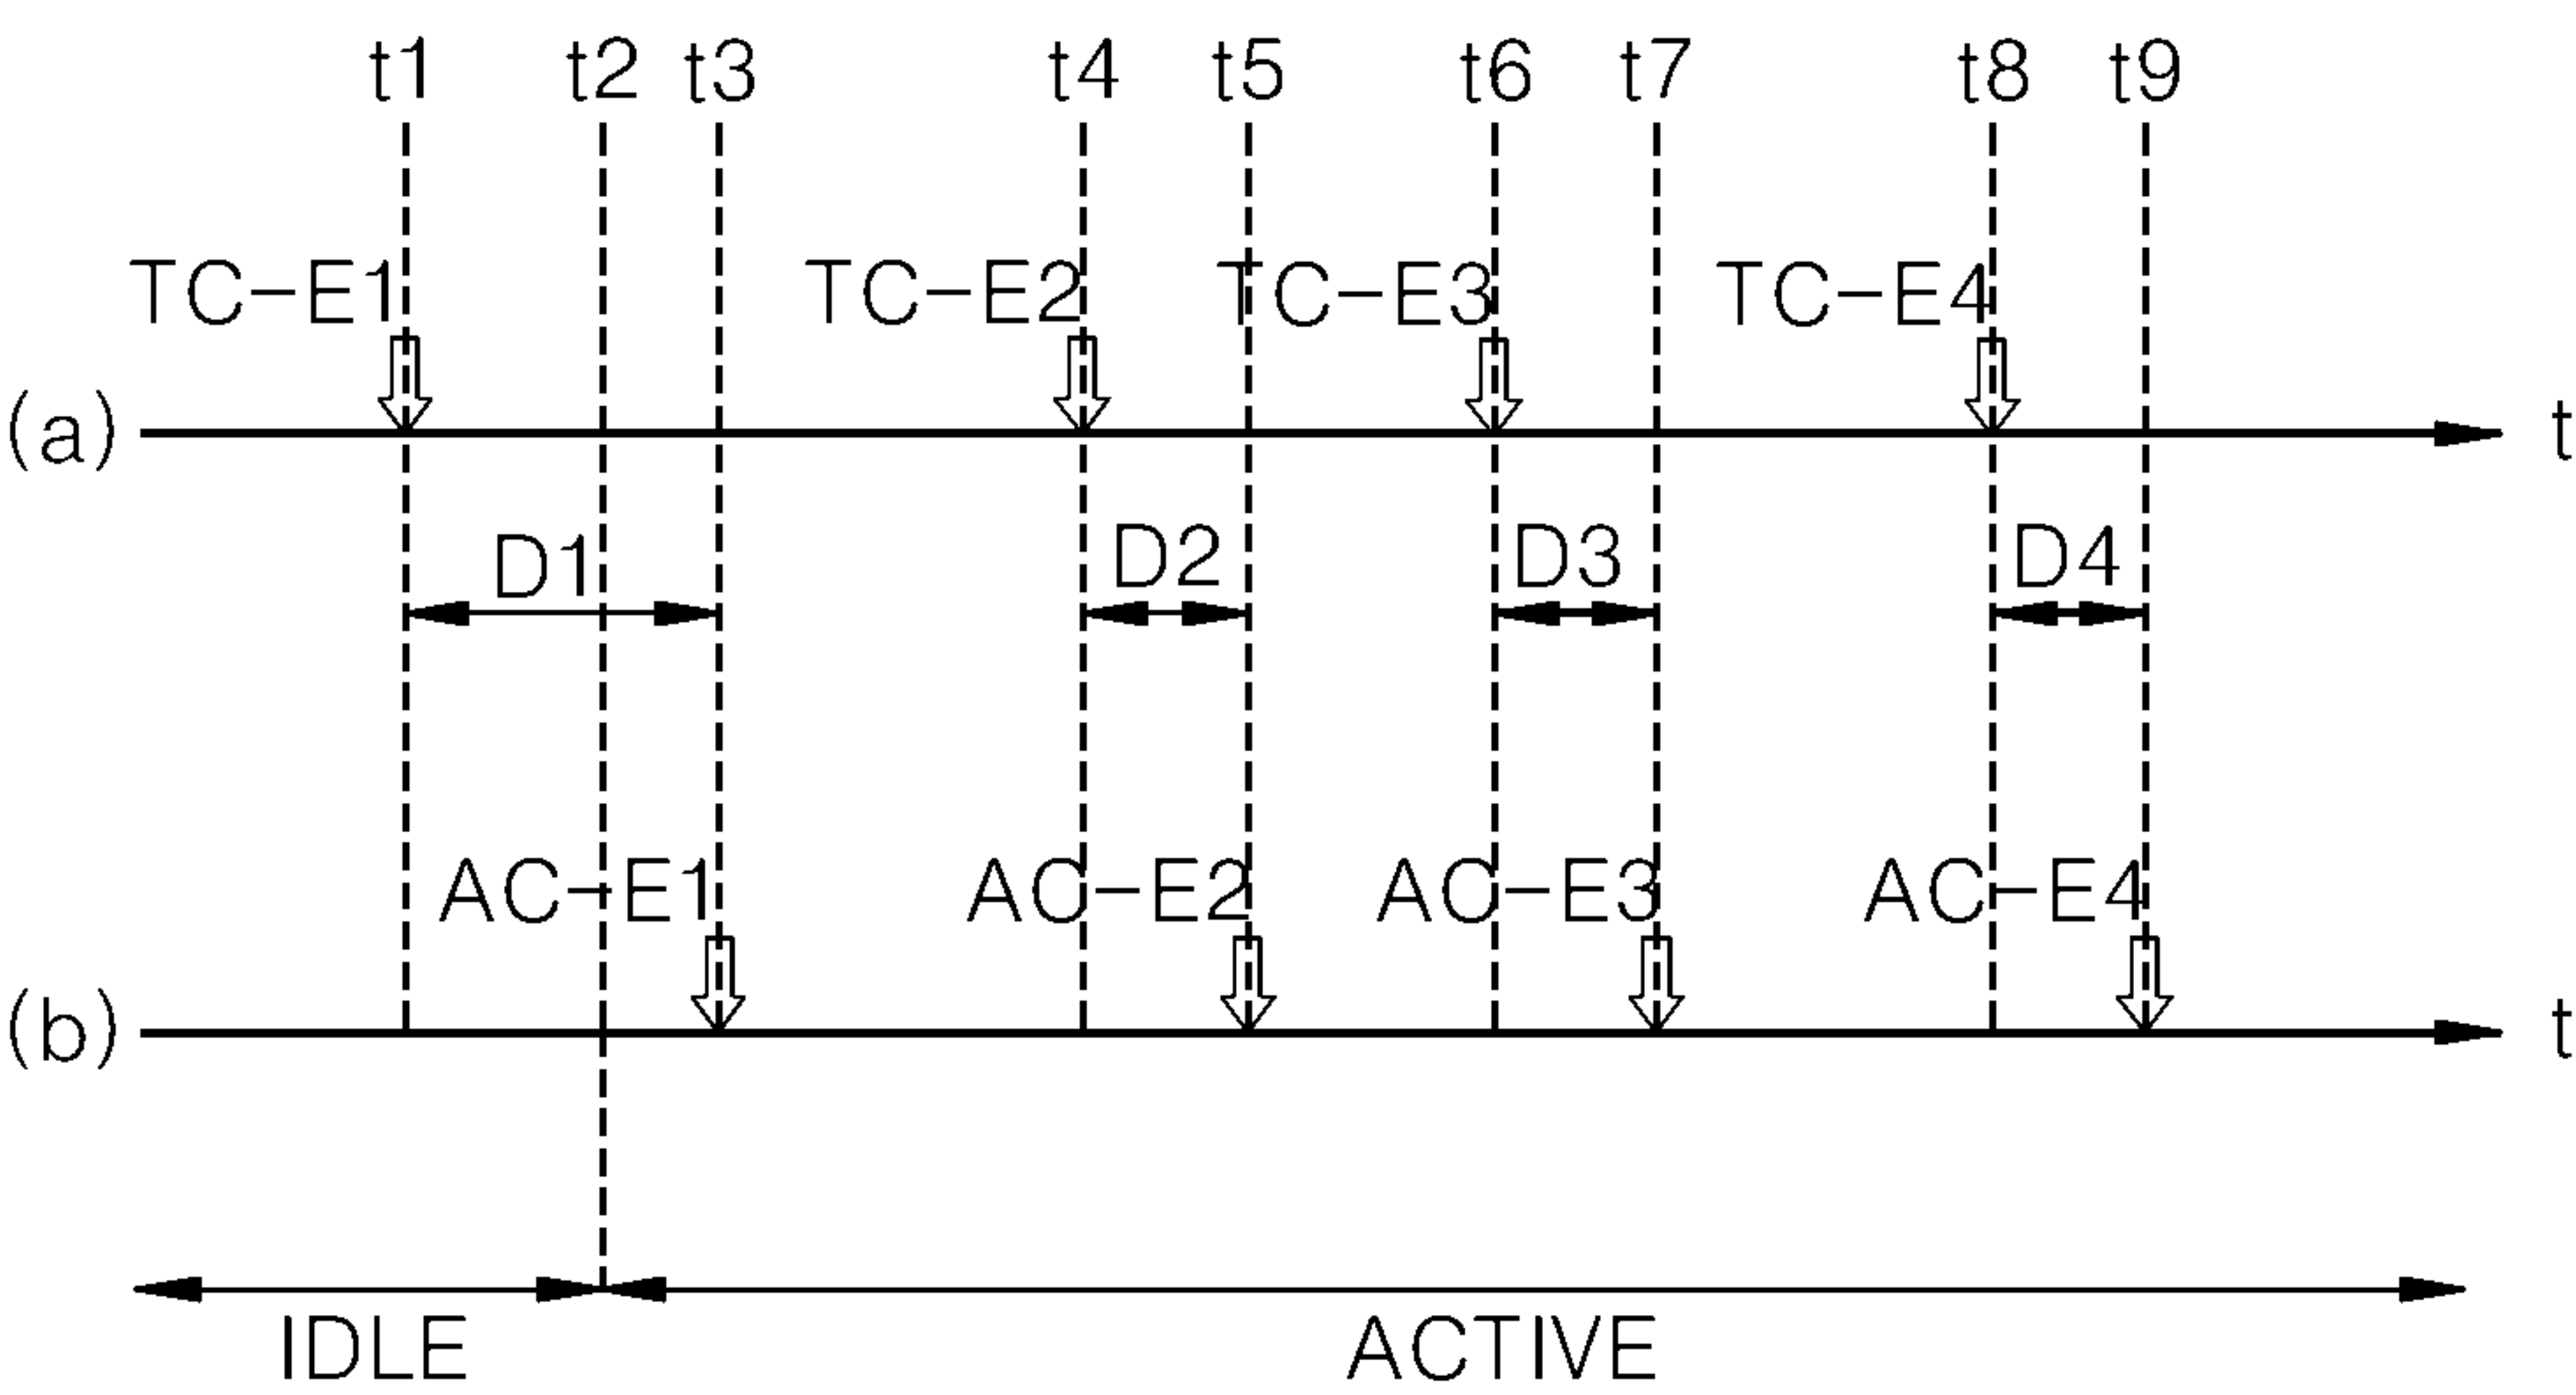 t1 t2 t3 t4 t5 t6 t7 t8 t9
TC-E1 TC-E2 TC-E3 TC-E4
(a) t
D1 D2 D3 D4
AC-E1 AC-E2 AC-E3 AC-E4
(b) t
IDLE ACTIVE